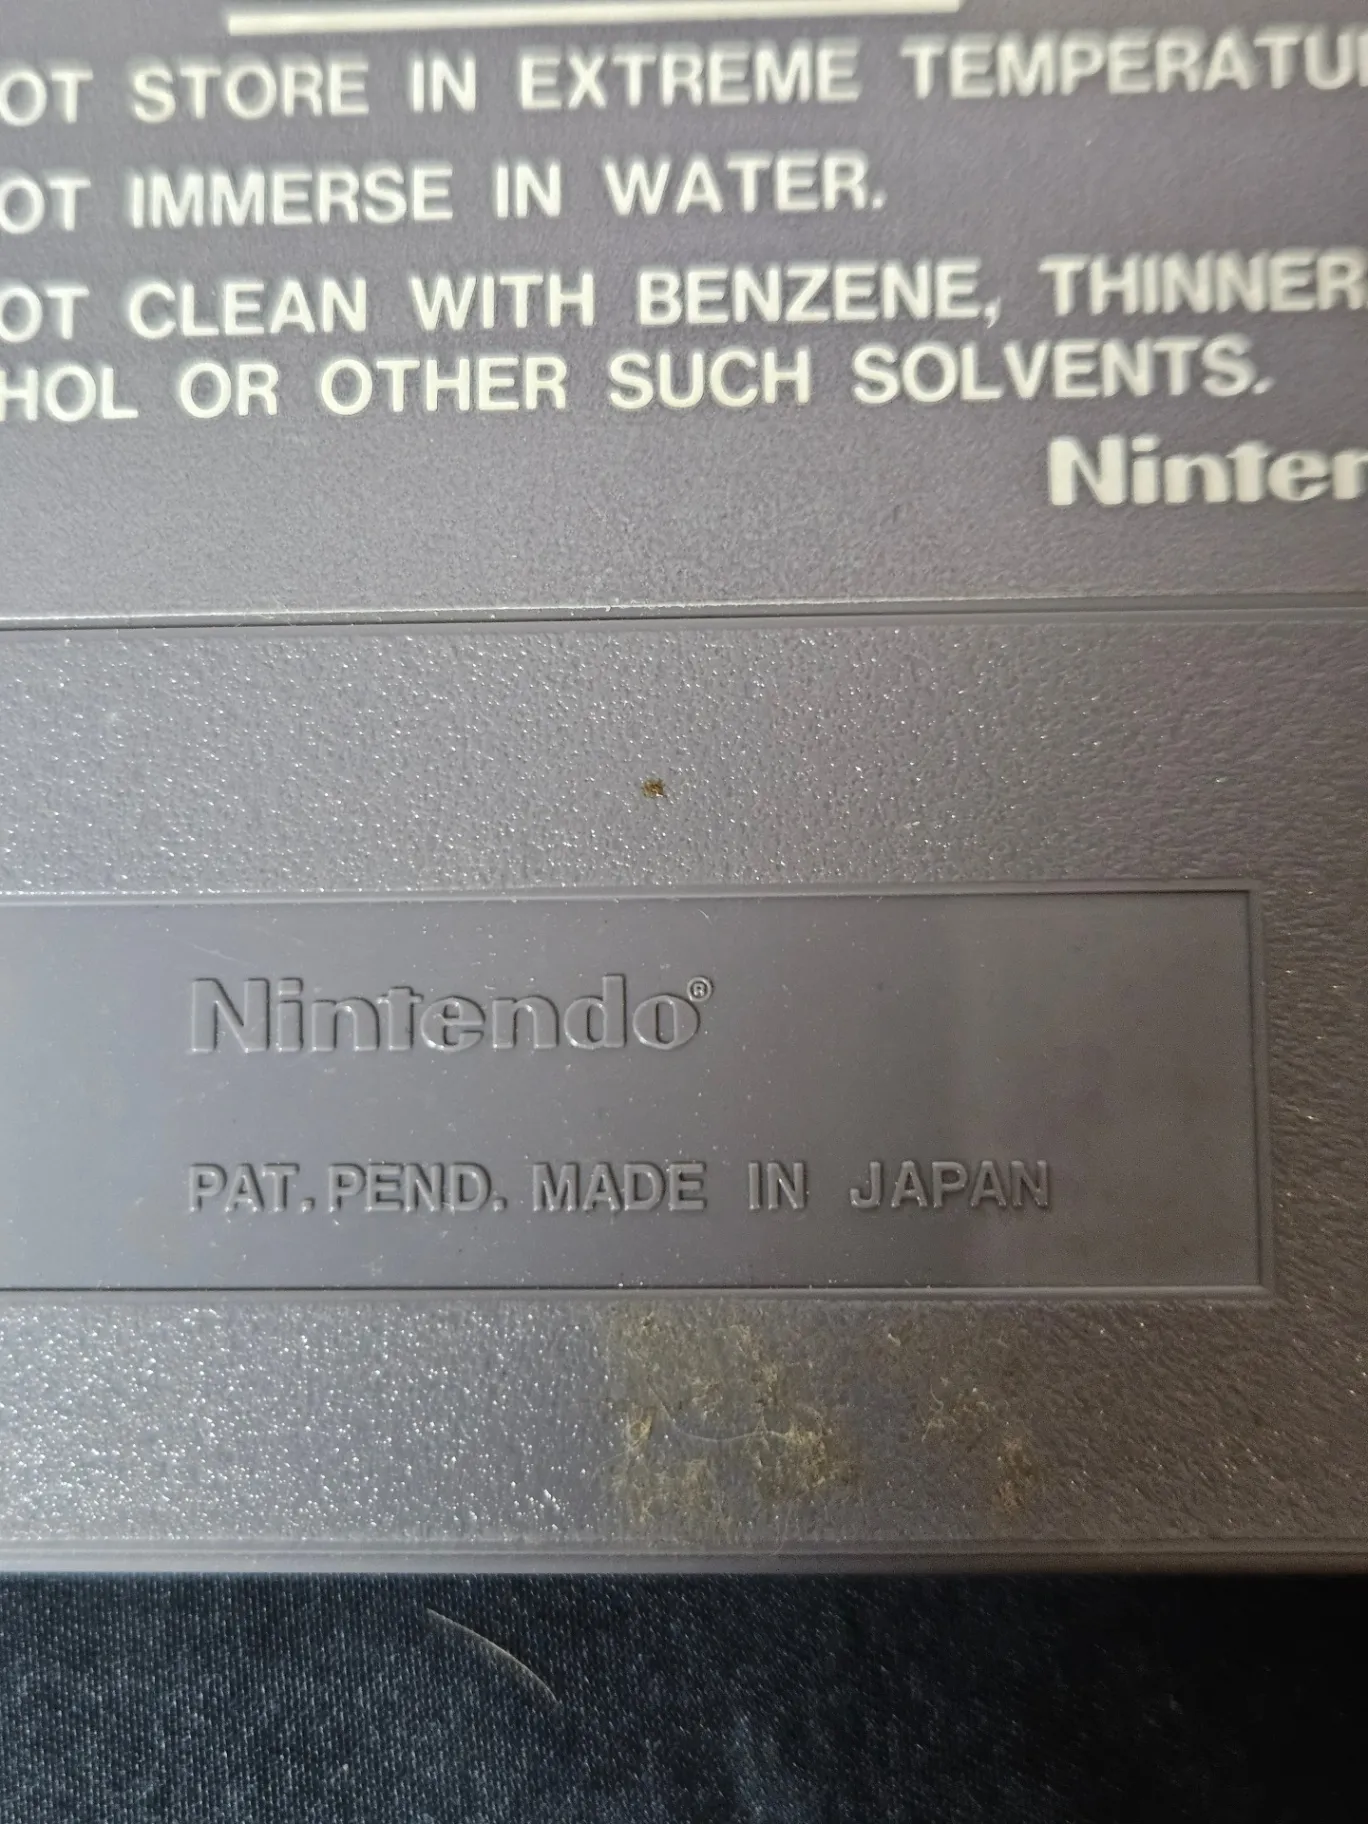 OT STORE IN EXTREME TEMPERATU
OT IMMERSE IN WATER.
OT CLEAN WITH BENZENE, THINNER
HOL OR OTHER SUCH SOLVENTS.
Ninten
Nintendo®
PAT. PEND. MADE IN JAPAN